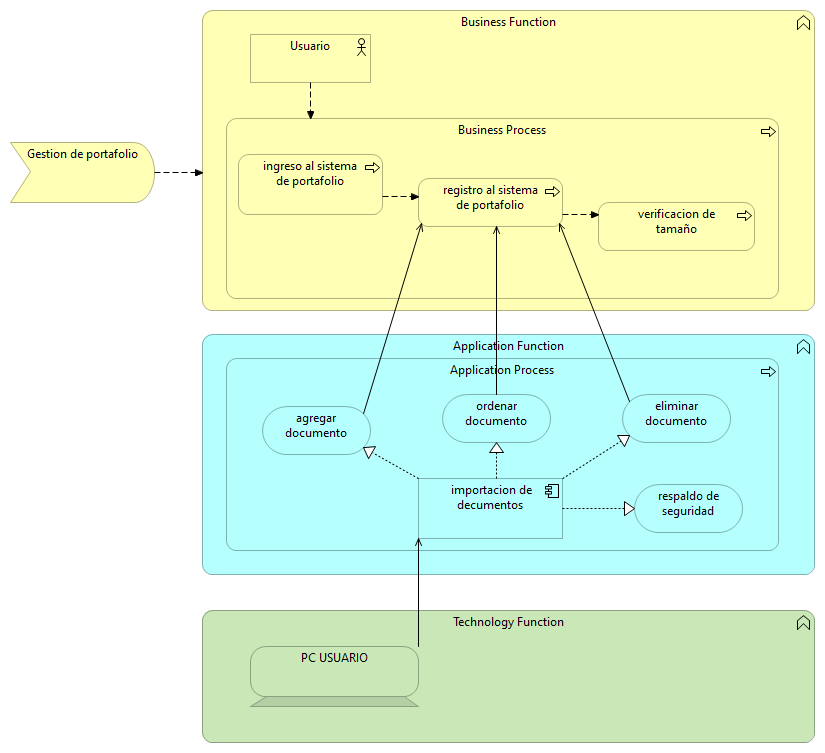 Business Function
Usuario
Gestion de portafolio
Business Process
ingreso al sistema
de portafolio
registro al sistema
de portafolio
verificacion de
tamaño
Application Function
Application Process
agregar
documento
ordenar
documento
eliminar
documento
importacion de
decumentos
respaldo de
seguridad
Technology Function
PC USUARIO